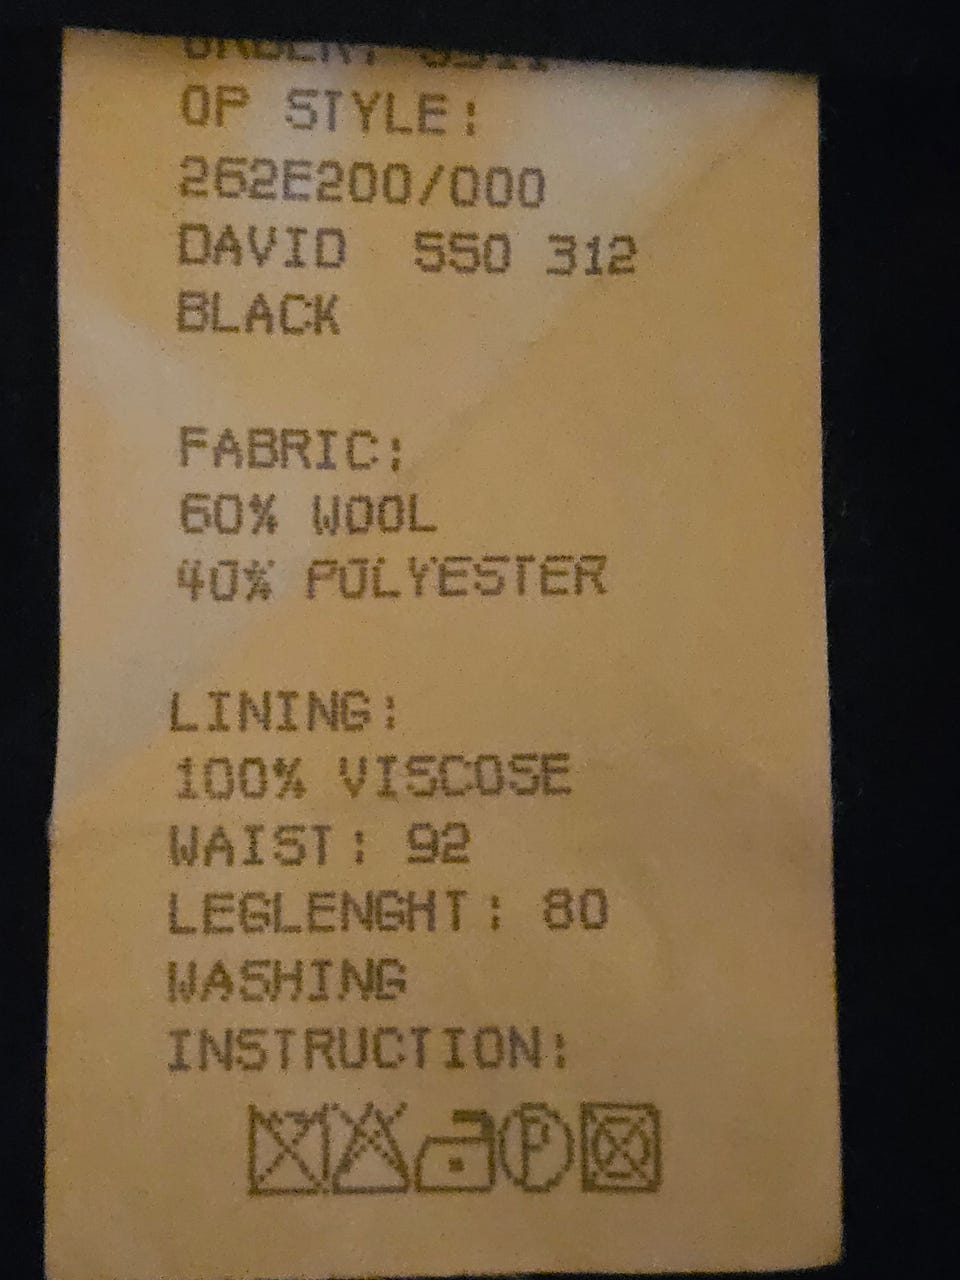 OP STYLE:
262E200/000
DAVID 550 312
BLACK
FABRIC:
60% WOOL
40% POLYESTER
LINING:
100% VISCOSE
WAIST: 92
LEGLENGHT: 80
WASHING
INSTRUCTION:
P